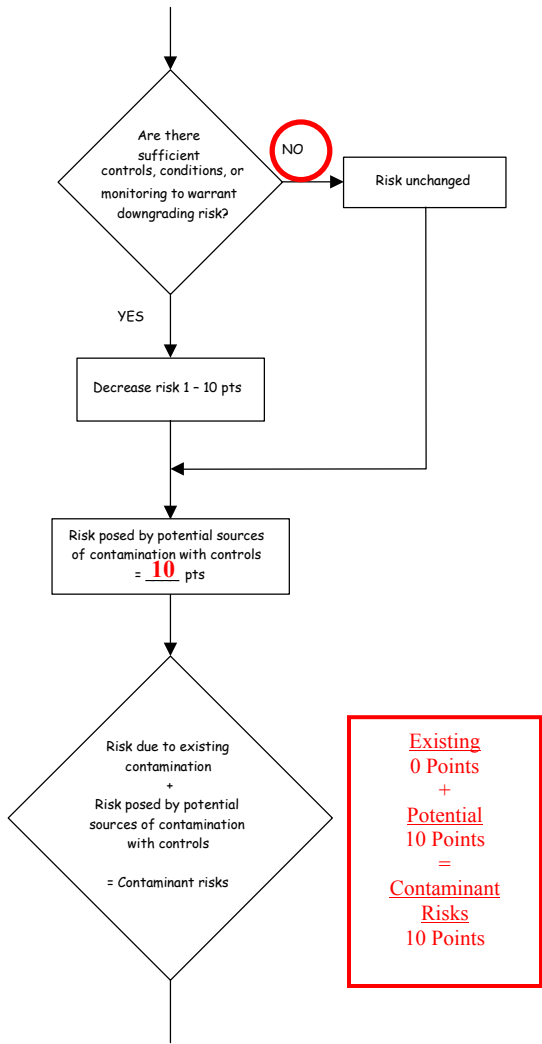 Are there
sufficient
controls, conditions, or
monitoring to warrant
downgrading risk?
NO
Risk unchanged
YES
Decrease risk 1 – 10 pts
Risk posed by potential sources
of contamination with controls
= 10 pts
Risk due to existing
contamination
+
Risk posed by potential
sources of contamination
with controls
= Contaminant risks
Existing
0 Points
+
Potential
10 Points
=
Contaminant
Risks
10 Points